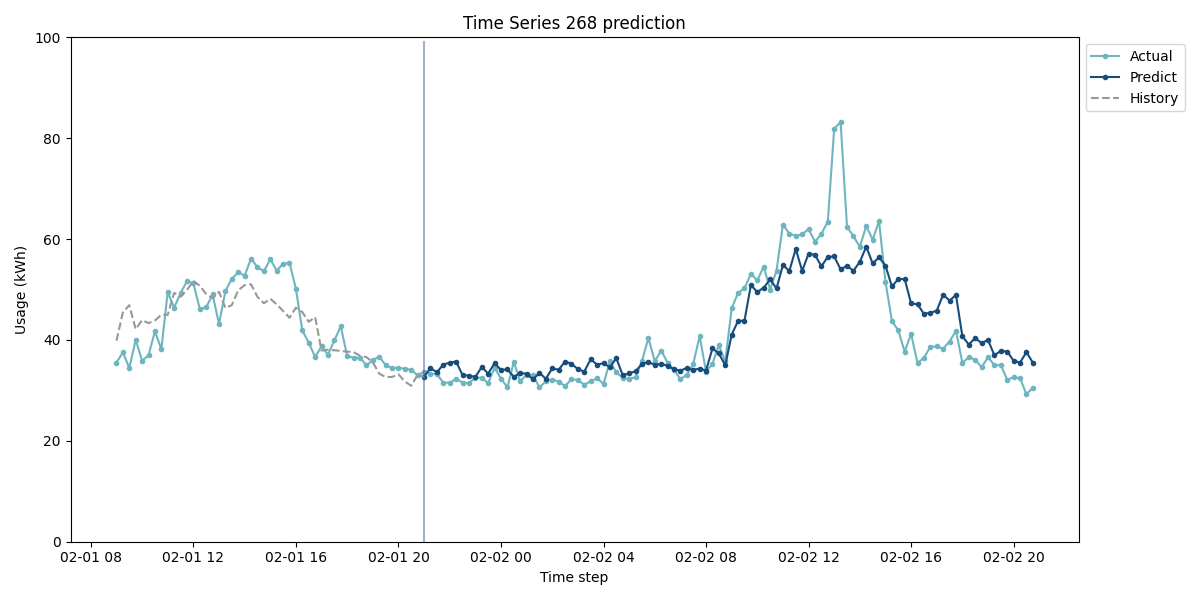 Time Series 268 prediction
Actual
Predict
History
Usage (kWh)
100
80
60
40
20
0
02-01 08
02-01 12
02-01 16
02-01 20
02-02 00
02-02 04
02-02 08
02-02 12
02-02 16
02-02 20
Time step